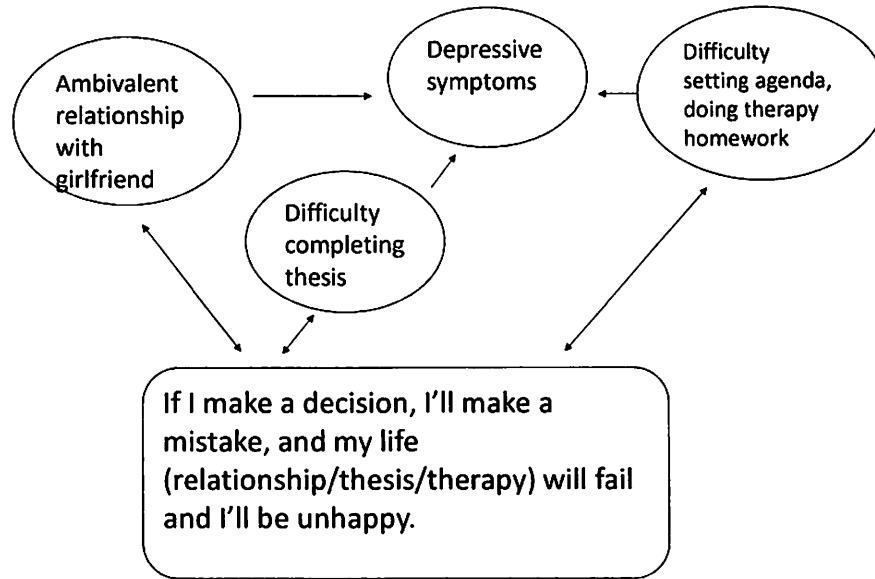 Ambivalent
relationship
with
girlfriend
Depressive
symptoms
Difficulty
setting agenda,
doing therapy
homework
Difficulty
completing
thesis
If I make a decision, I'll make a
mistake, and my life
(relationship/thesis/therapy) will fail
and I'll be unhappy.